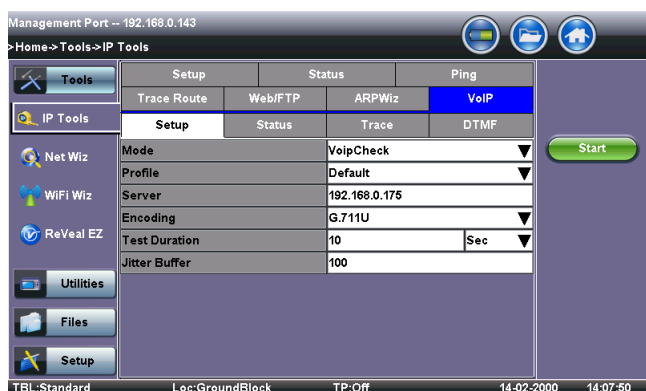 Management Port -- 192.168.0.143
>Home->Tools->IP Tools
Tools
IP Tools
Net Wiz
WiFi Wiz
ReVeal EZ
Utilities
Files
Setup
Setup Status Ping
Trace Route Web/FTP ARPWiz VoIP
Setup Status Trace DTMF
Mode VoipCheck
Profile Default
Server 192.168.0.175
Encoding G.711U
Test Duration 10 Sec
Jitter Buffer 100
Start
TBL:Standard Loc:GroundBlock TP:Off 14-02-2000 14:07:50